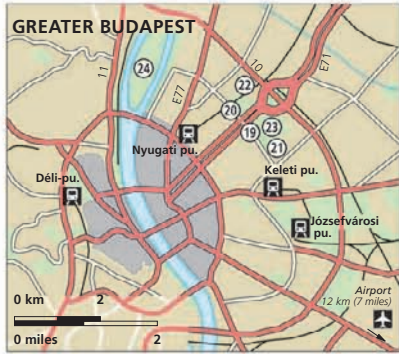 GREATER BUDAPEST
11
24
E77
10
E71
22
20
19
23
21
Nyugati pu.
Keleti pu.
Déli-pu.
Józsefvárosi
pu.
Airport
12 km (7 miles)
0 km 2
0 miles 2